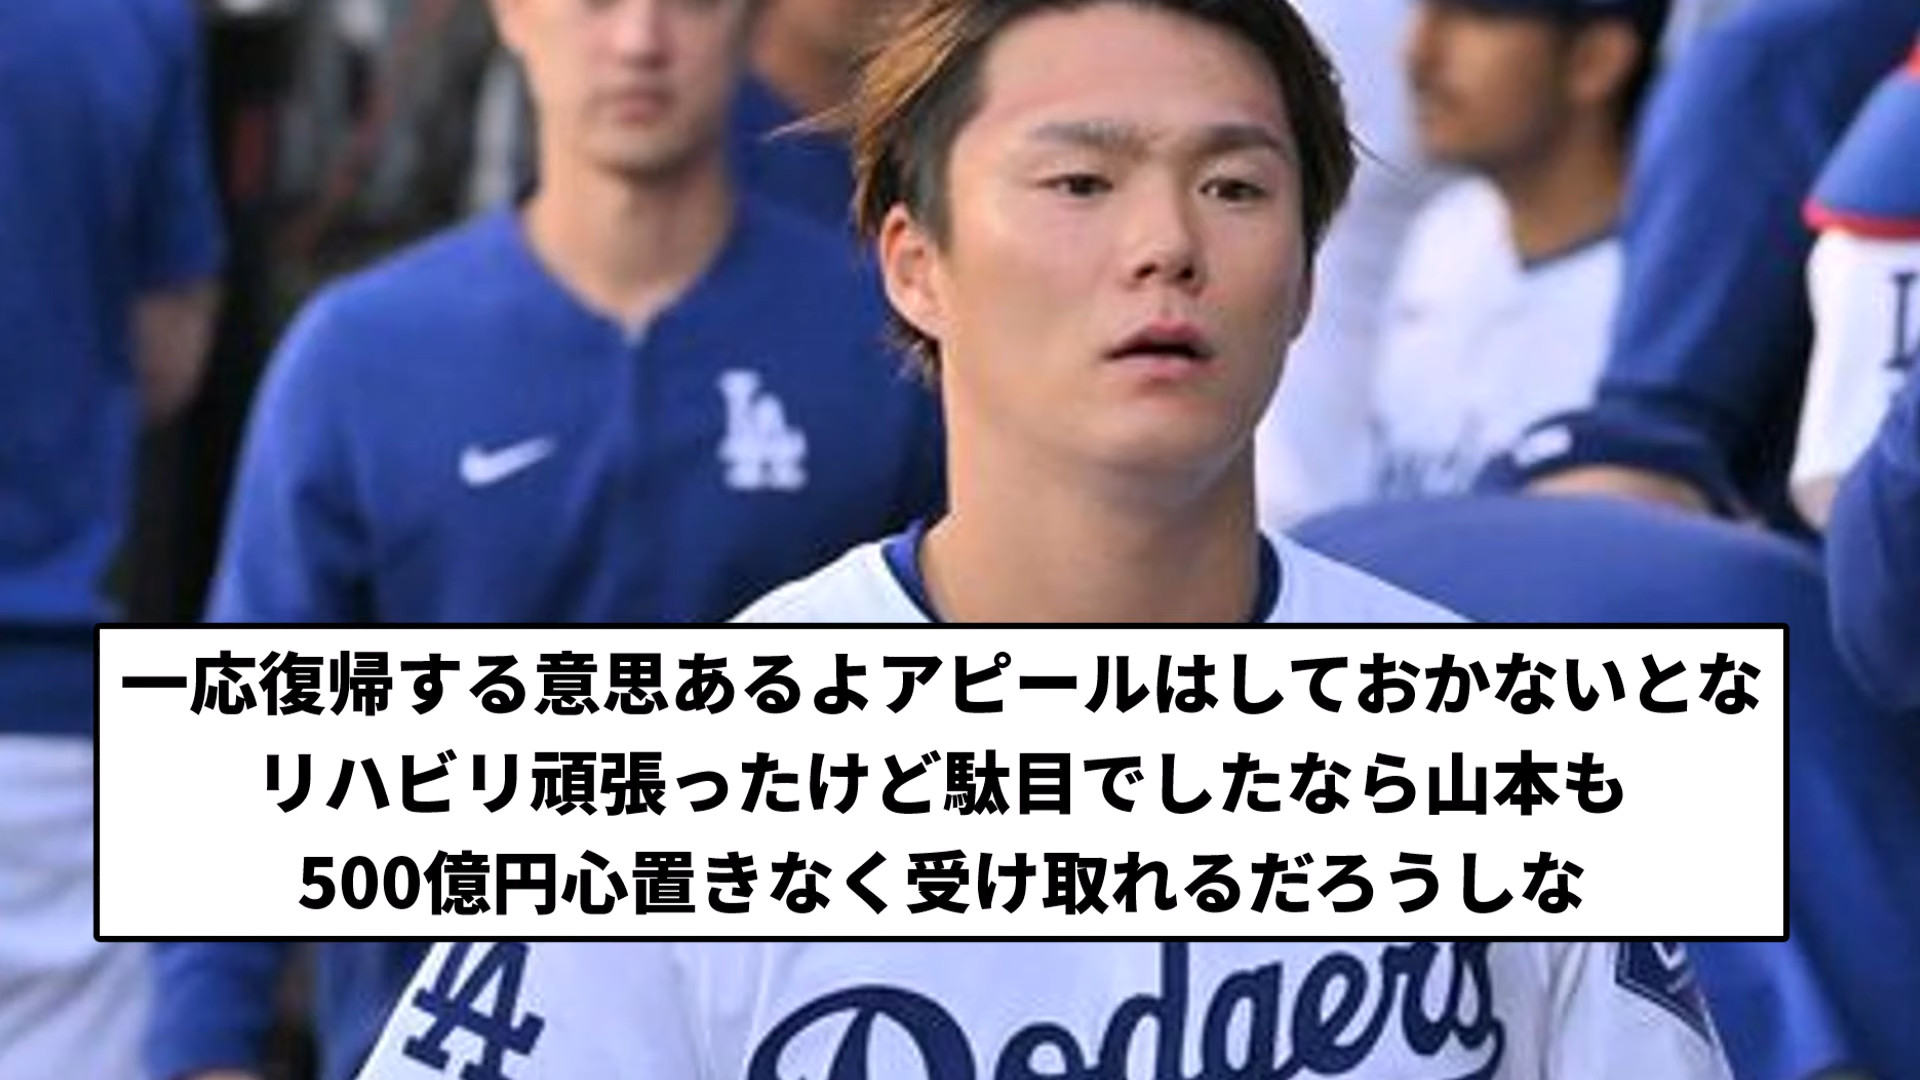 一応復帰する意思あるよアピールはしておかないとな
リハビリ頑張ったけど駄目でしたなら山本も
500億円心置きなく受け取れるだろうしな
LA
LA
Dodgers